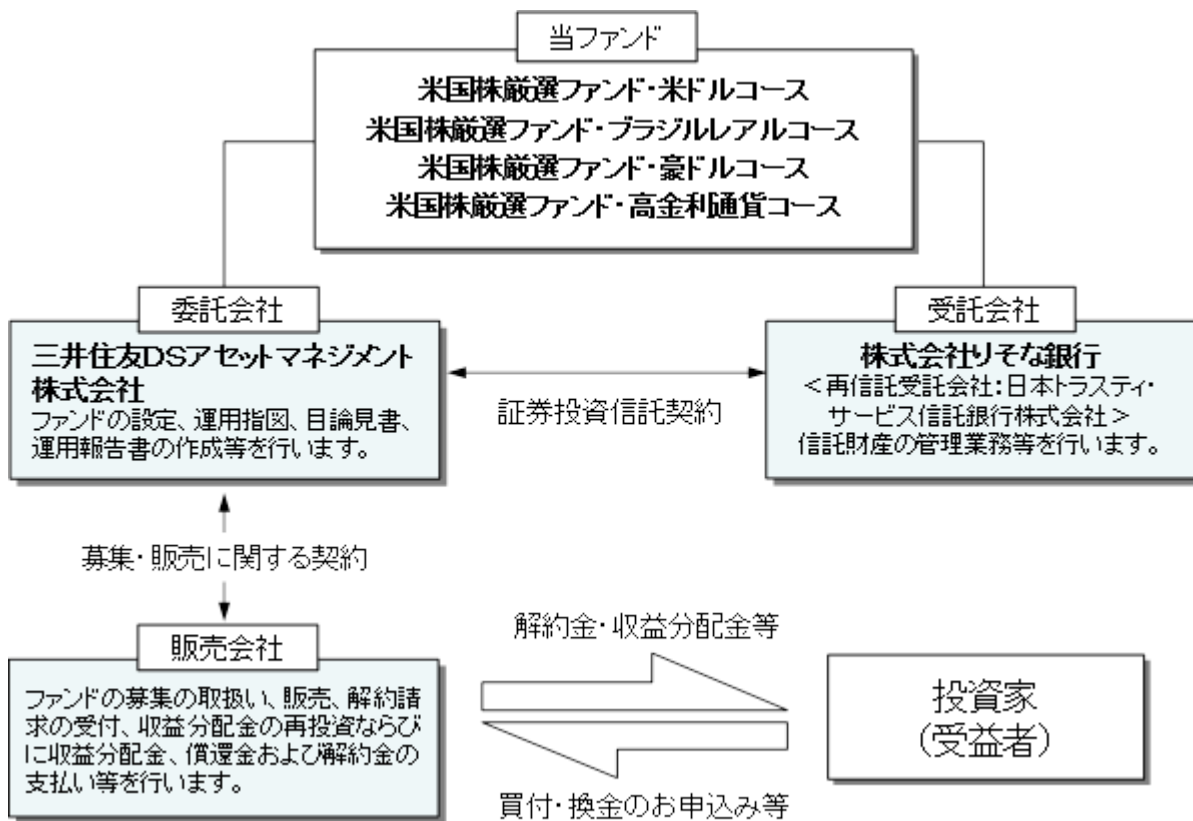 当ファンド
米国株厳選ファンド・米ドルコース
米国株厳選ファンド・ブラジルレアルコース
米国株厳選ファンド・豪ドルコース
米国株厳選ファンド・高金利通貨コース
委託会社
三井住友DSアセットマネジメント
株式会社
ファンドの設定、運用指図、目論見書、
運用報告書の作成等を行います。
証券投資信託契約
受託会社
株式会社りそな銀行
＜再信託受託会社：日本トラスティ・
サービス信託銀行株式会社＞
信託財産の管理業務等を行います。
募集・販売に関する契約
販売会社
ファンドの募集の取扱い、販売、解約請
求の受付、収益分配金の再投資ならび
に収益分配金、償還金および解約金の
支払い等を行います。
解約金・収益分配金等
買付・換金のお申込み等
投資家
（受益者）